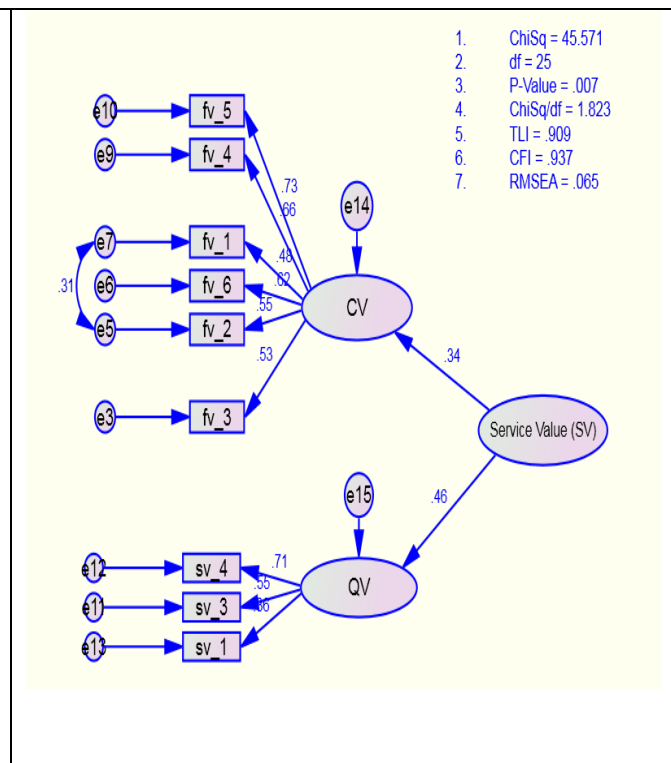 1. ChiSq = 45.571
2. df = 25
3. P-Value = .007
4. ChiSq/df = 1.823
5. TLI = .909
6. CFI = .937
7. RMSEA = .065
e10 fv_5
e9 fv_4
.73
.66
e14
e7 fv_1
.48
.62
e6 fv_6
.31
CV
e5 fv_2
.55
.53
.34
e3 fv_3
Service Value (SV)
e15
.46
e12 sv_4
.71
.55
QV
e11 sv_3
e13 sv_1